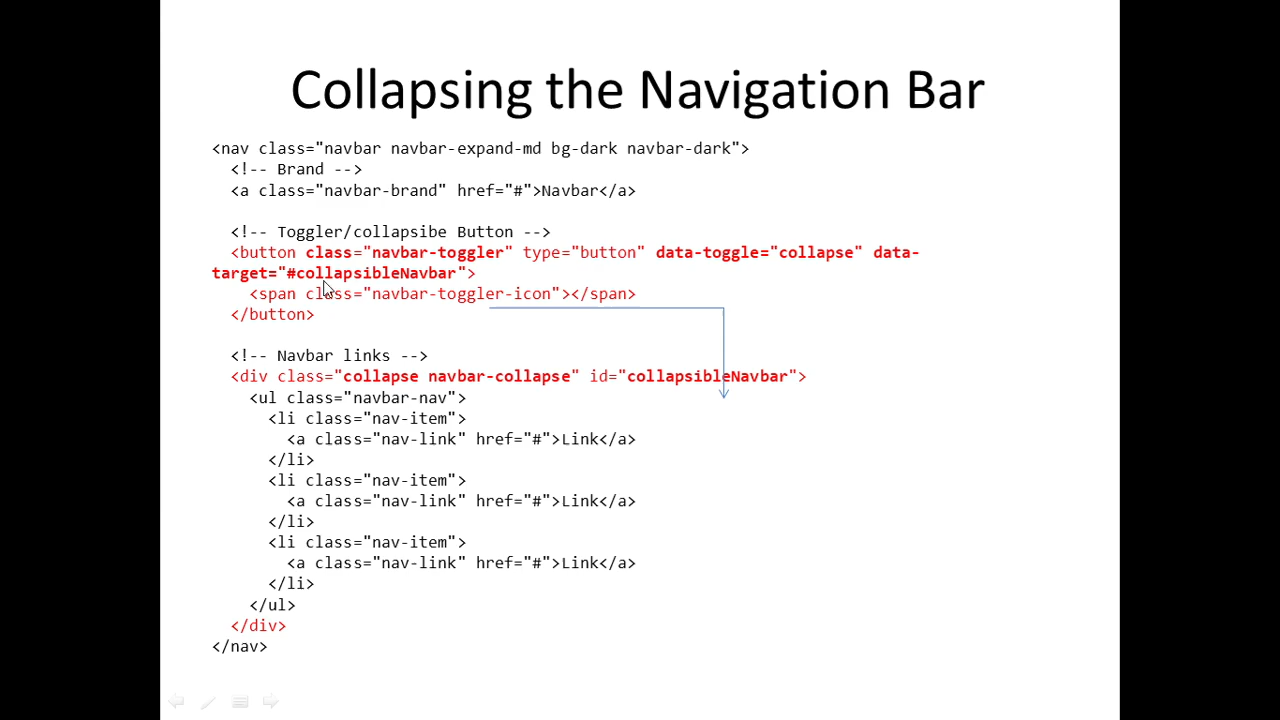 Collapsing the Navigation Bar
<nav class="navbar navbar-expand-md bg-dark navbar-dark">
<!-- Brand -->
<a class="navbar-brand" href="#">Navbar</a>
<!-- Toggler/collapsibe Button -->
<button class="navbar-toggler" type="button" data-toggle="collapse" data-
target="#collapsibleNavbar">
<span class="navbar-toggler-icon"></span>
</button>
<!-- Navbar links -->
<div class="collapse navbar-collapse" id="collapsibleNavbar">
<ul class="navbar-nav">
<li class="nav-item">
<a class="nav-link" href="#">Link</a>
</li>
<li class="nav-item">
<a class="nav-link" href="#">Link</a>
</li>
<li class="nav-item">
<a class="nav-link" href="#">Link</a>
</li>
</ul>
</div>
</nav>